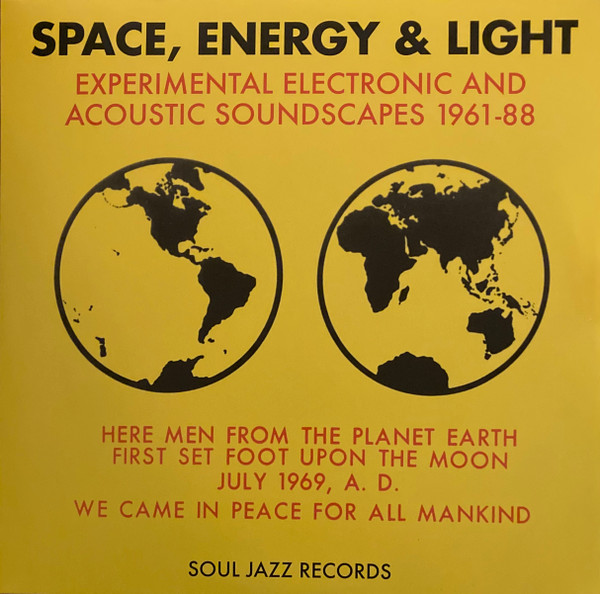 SPACE, ENERGY & LIGHT
EXPERIMENTAL ELECTRONIC AND
ACOUSTIC SOUNDSCAPES 1961-88
HERE MEN FROM THE PLANET EARTH
FIRST SET FOOT UPON THE MOON
JULY 1969, A. D.
WE CAME IN PEACE FOR ALL MANKIND
SOUL JAZZ RECORDS